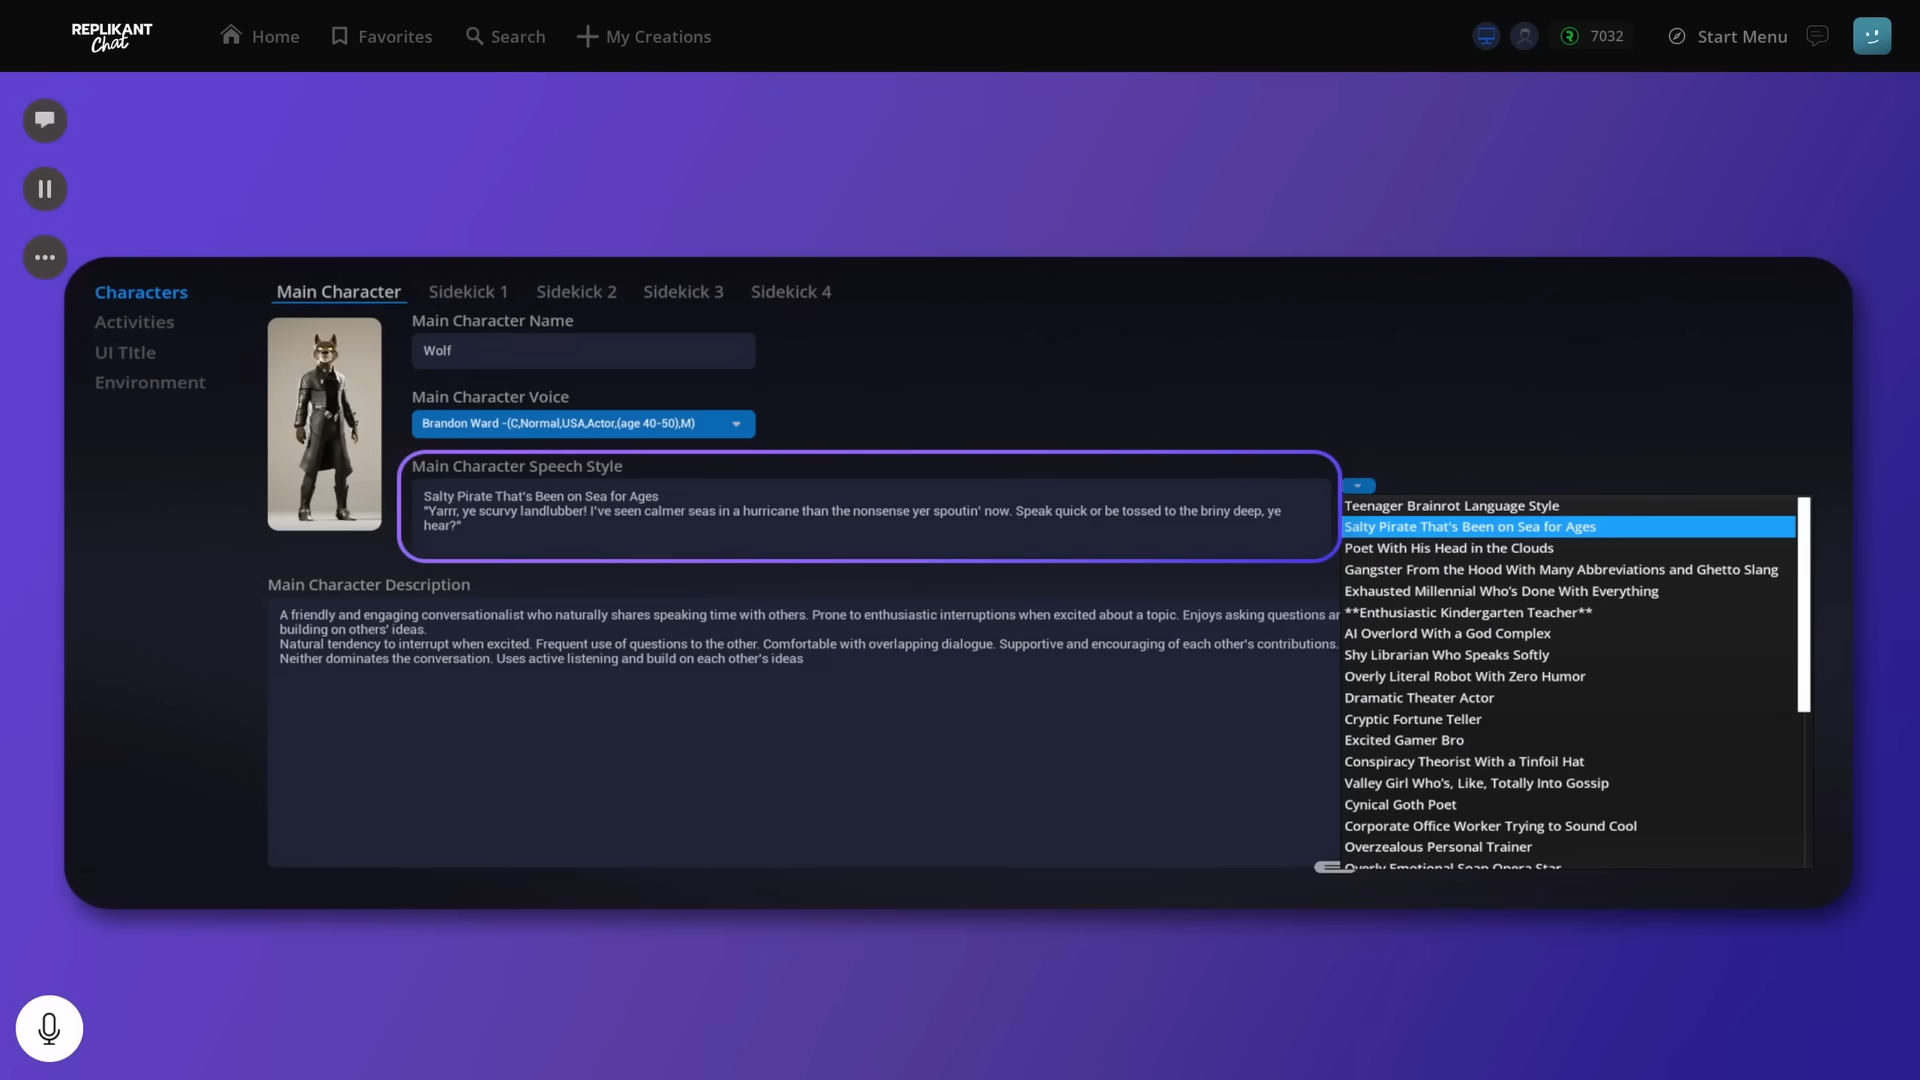 REPLIKANT
Chat
Home
Favorites
Search
My Creations
7032
Start Menu
Characters
Activities
UI TItle
Environment
Main Character
Sidekick 1
Sidekick 2
Sidekick 3
Sidekick 4
Main Character Name
Wolf
Main Character Voice
Brandon Ward -(C,Normal,USA,Actor,(age 40-50),M)
Main Character Speech Style
Salty Pirate That's Been on Sea for Ages
"Yarrr, ye scurvy landlubber! I've seen calmer seas in a hurricane than the nonsense yer spoutin' now. Speak quick or be tossed to the briny deep, ye
hear?"
Main Character Description
A friendly and engaging conversationalist who naturally shares speaking time with others. Prone to enthusiastic interruptions when excited about a topic. Enjoys asking questions
building on others' ideas.
Natural tendency to interrupt when excited. Frequent use of questions to the other. Comfortable with overlapping dialogue. Supportive and encouraging of each other's contributions.
Neither dominates the conversation. Uses active listening and build on each other's ideas
Teenager Brainrot Language Style
Salty Pirate That's Been on Sea for Ages
Poet With His Head in the Clouds
Gangster From the Hood With Many Abbreviations and Ghetto Slang
Exhausted Millennial Who's Done With Everything
**Enthusiastic Kindergarten Teacher**
AI Overlord With a God Complex
Shy Librarian Who Speaks Softly
Overly Literal Robot With Zero Humor
Dramatic Theater Actor
Cryptic Fortune Teller
Excited Gamer Bro
Conspiracy Theorist With a Tinfoil Hat
Valley Girl Who's, Like, Totally Into Gossip
Cynical Goth Poet
Corporate Office Worker Trying to Sound Cool
Overzealous Personal Trainer
Overly Emotional Soap Opera Star